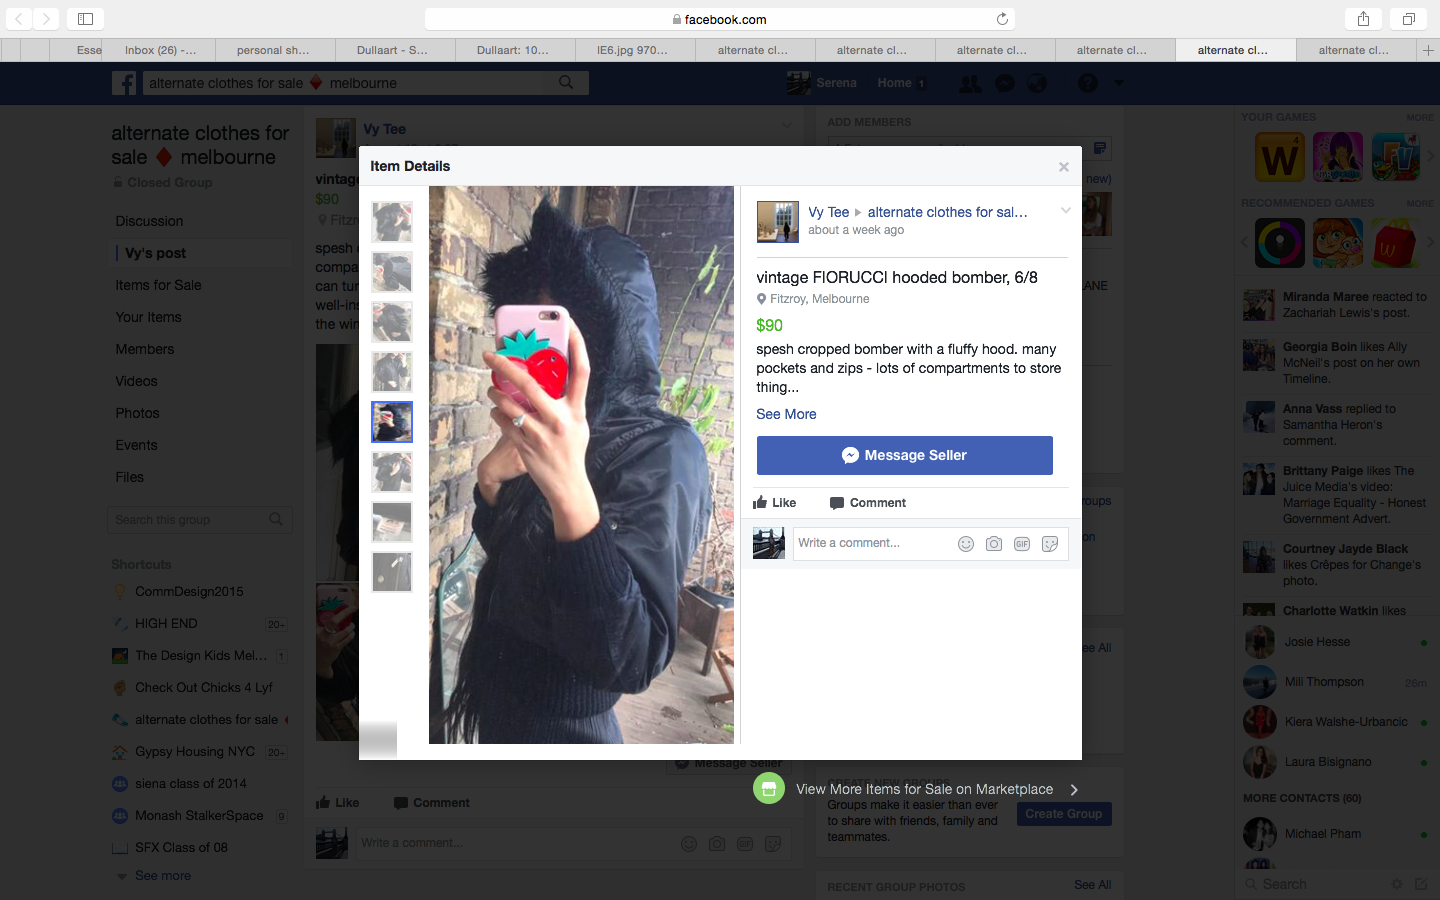 facebook.com
Esse
Inbox (26) -...
personal sh...
Dullaart - S...
Dullaart: 10...
IE6.jpg 970...
alternate cl...
alternate cl...
alternate cl...
alternate cl...
alternate cl...
alternate cl...
alternate clothes for sale ♦ melbourne
Serena
Home 1
alternate clothes for
sale ♦ melbourne
Closed Group
Discussion
Vy's post
Items for Sale
Your Items
Members
Videos
Photos
Events
Files
Search this group
Shortcuts
CommDesign2015
HIGH END 20+
The Design Kids Mel... 1
Check Out Chicks 4 Lyf
alternate clothes for sale
Gypsy Housing NYC 20+
siena class of 2014
Monash StalkerSpace 9
SFX Class of 08
See more
Vy Tee
vintage
$90
Fitzro
spesh c
compa
can tur
well-ins
the win
Item Details
Vy Tee ▸ alternate clothes for sal...
about a week ago
vintage FIORUCCI hooded bomber, 6/8
Fitzroy, Melbourne
$90
spesh cropped bomber with a fluffy hood. many
pockets and zips - lots of compartments to store
thing...
See More
Message Seller
Like
Comment
Write a comment...
GIF
Message Seller
View More Items for Sale on Marketplace
Like
Comment
Write a comment...
GIF
ADD MEMBERS
new)
LANE
roups
on
ee All
CREATE NEW GROUPS
Groups make it easier than ever
to share with friends, family and
teammates.
Create Group
RECENT GROUP PHOTOS
See All
YOUR GAMES
MORE
W
4
FV
RECOMMENDED GAMES
MORE
Miranda Maree reacted to
Zachariah Lewis's post.
Georgia Boin likes Ally
McNeil's post on her own
Timeline.
Anna Vass replied to
Samantha Heron's
comment.
Brittany Paige likes The
Juice Media's video:
Marriage Equality - Honest
Government Advert.
Courtney Jayde Black
likes Crêpes for Change's
photo.
Charlotte Watkin likes
Josie Hesse
Mili Thompson 26m
Kiera Walshe-Urbancic
Laura Bisignano
MORE CONTACTS (60)
Michael Pham
Search